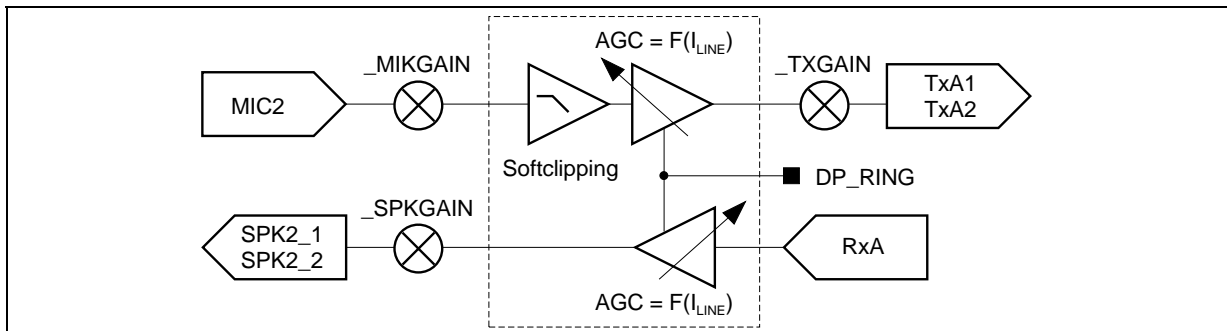 AGC = F(I_LINE)
_MIKGAIN
_TXGAIN
MIC2
TxA1
TxA2
Softclipping
DP_RING
_SPKGAIN
SPK2_1
SPK2_2
RxA
AGC = F(I_LINE)